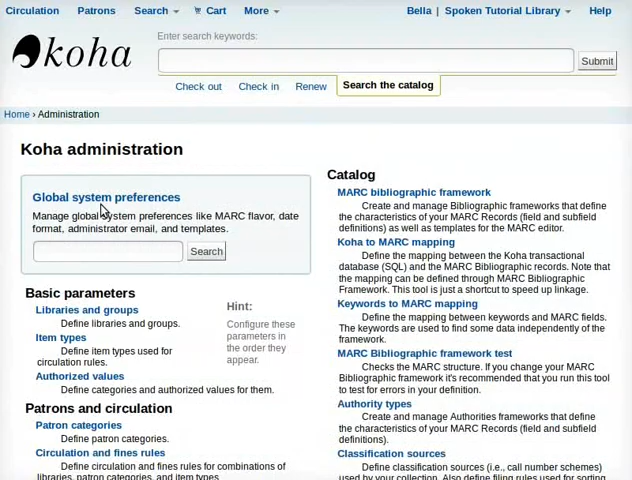 Circulation Patrons Search Cart More Bella | Spoken Tutorial Library Help
koha
Enter search keywords:
Submit
Check out Check in Renew Search the catalog
Home › Administration
Koha administration
Global system preferences
Manage global system preferences like MARC flavor, date
format, administrator email, and templates.
Search
Basic parameters
Libraries and groups
Define libraries and groups.
Item types
Define item types used for
circulation rules.
Authorized values
Define categories and authorized values for them.
Hint:
Configure these
parameters in
the order they
appear.
Patrons and circulation
Patron categories
Define patron categories.
Circulation and fines rules
Define circulation and fines rules for combinations of
libraries, patron categories, and item types
Catalog
MARC bibliographic framework
Create and manage Bibliographic frameworks that define
the characteristics of your MARC Records (field and subfield
definitions) as well as templates for the MARC editor.
Koha to MARC mapping
Define the mapping between the Koha transactional
database (SQL) and the MARC Bibliographic records. Note that
the mapping can be defined through MARC Bibliographic
Framework. This tool is just a shortcut to speed up linkage.
Keywords to MARC mapping
Define the mapping between keywords and MARC fields.
The keywords are used to find some data independently of the
framework.
MARC Bibliographic framework test
Checks the MARC structure. If you change your MARC
Bibliographic framework it's recommended that you run this tool
to test for errors in your definition.
Authority types
Create and manage Authorities frameworks that define
the characteristics of your MARC Records (field and subfield
definitions).
Classification sources
Define classification sources (i.e., call number schemes)
used by your collection. Also define filing rules used for sorting